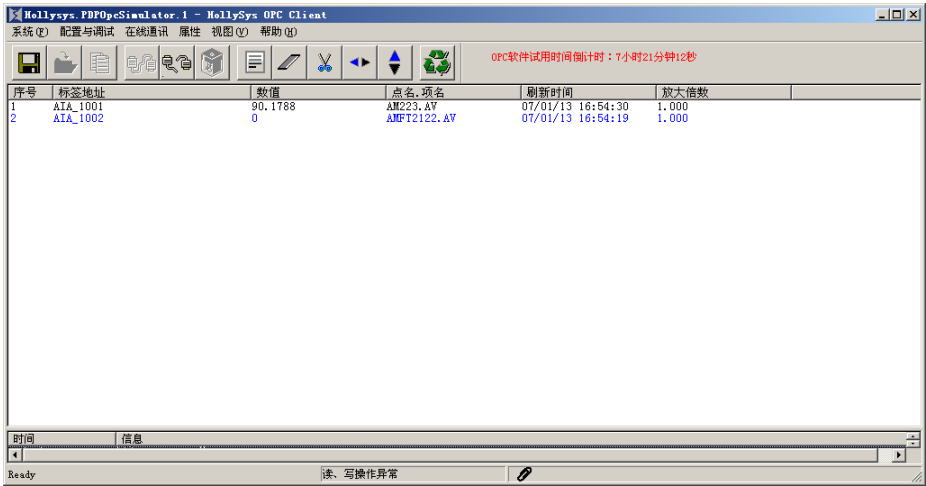 Hollysys.PDPOpcSimulator.1 - HollySys OPC Client
系统(F) 配置与调试 在线通讯 属性 视图(V) 帮助(H)
OPC软件试用时间倒计时：7小时21分钟12秒
序号 标签地址 数值 点名.项名 刷新时间 放大倍数
1 AIA_1001 90.1788 AM223.AV 07/01/13 16:54:30 1.000
2 AIA_1002 0 AMFT2122.AV 07/01/13 16:54:19 1.000
时间 信息
Ready 读、写操作异常